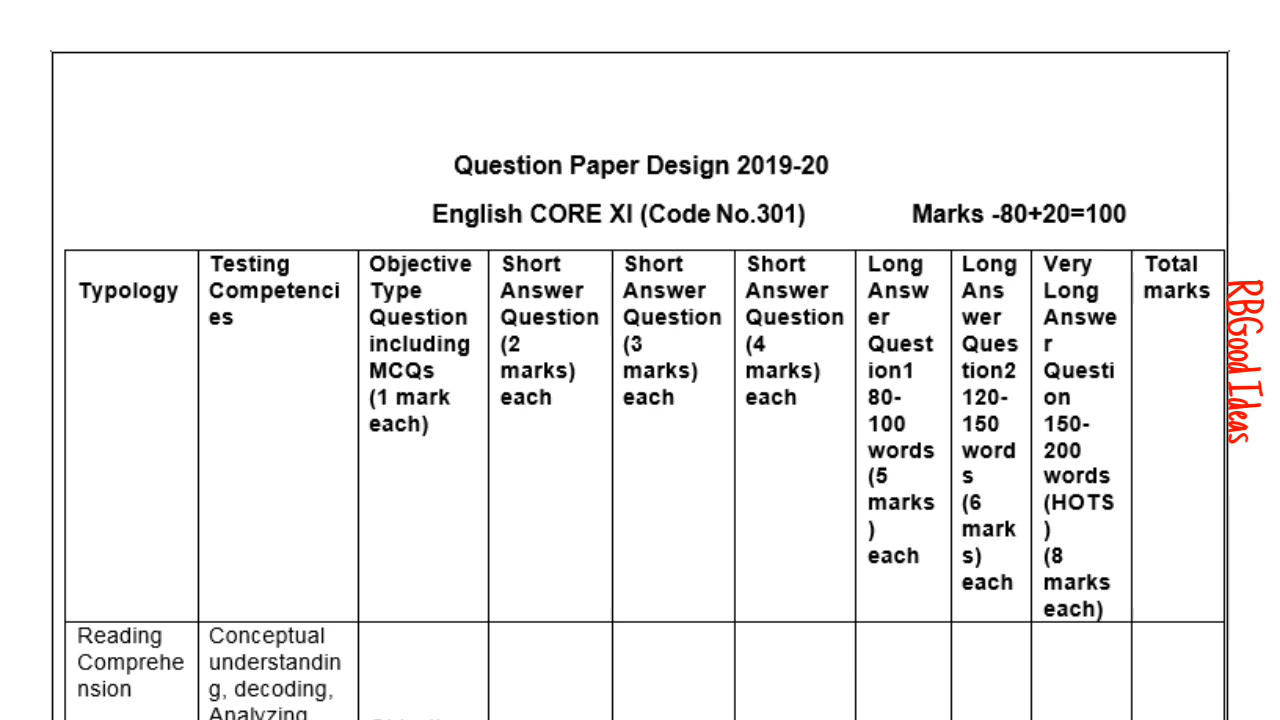 Question Paper Design 2019-20
English CORE XI (Code No.301) Marks -80+20=100
Typology
Testing
Competenci
es
Objective
Type
Question
including
MCQs
(1 mark
each)
Short
Answer
Question
(2
marks)
each
Short
Answer
Question
(3
marks)
each
Short
Answer
Question
(4
marks)
each
Long
Answ
er
Quest
ion1
80-
100
words
(5
marks
)
each
Long
Ans
wer
Ques
tion2
120-
150
word
s
(6
mark
s)
each
Very
Long
Answe
r
Questi
on
150-
200
words
(HOTS
)
(8
marks
each)
Total
marks
Reading
Comprehe
nsion
Conceptual
understandin
g, decoding,
Analyzing
RBGood Ideas